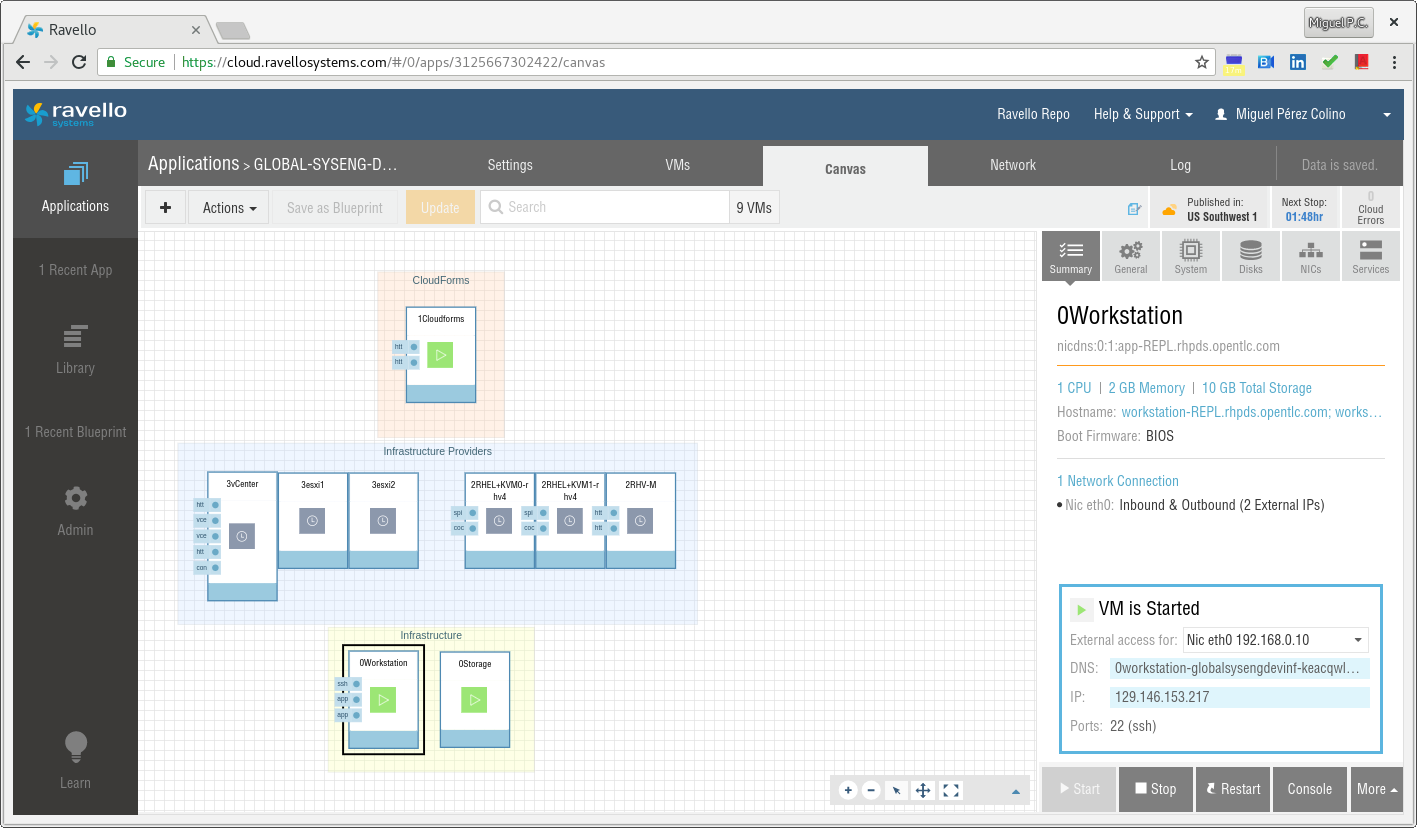 Ravello
Miguel P.C.
Secure
https://cloud.ravellosystems.com/#/0/apps/3125667302422/canvas
ravello
systems
Ravello Repo
Help & Support
Miguel Pérez Colino
Applications
1 Recent App
Library
1 Recent Blueprint
Admin
Learn
Applications > GLOBAL-SYSENG-D...
Settings
VMs
Canvas
Network
Log
Data is saved.
+
Actions
Save as Blueprint
Update
Search
9 VMs
Published in:
US Southwest 1
Next Stop:
01:48hr
0
Cloud
Errors
CloudForms
1Cloudforms
htt
htt
Infrastructure Providers
3vCenter
htt
vce
vce
htt
con
3esxi1
3esxi2
2RHEL+KVM0-r
hv4
spi
coc
2RHEL+KVM1-r
hv4
spi
coc
2RHV-M
htt
htt
Infrastructure
0Workstation
ssh
app
app
0Storage
Summary
General
System
Disks
NICs
Services
0Workstation
nicdns:0:1:app-REPL.rhpds.opentlc.com
1 CPU | 2 GB Memory | 10 GB Total Storage
Hostname: workstation-REPL.rhpds.opentlc.com; works...
Boot Firmware: BIOS
1 Network Connection
• Nic eth0: Inbound & Outbound (2 External IPs)
VM is Started
External access for: Nic eth0 192.168.0.10
DNS: 0workstation-globalsysengdevinf-keacqwl...
IP: 129.146.153.217
Ports: 22 (ssh)
Start
Stop
Restart
Console
More